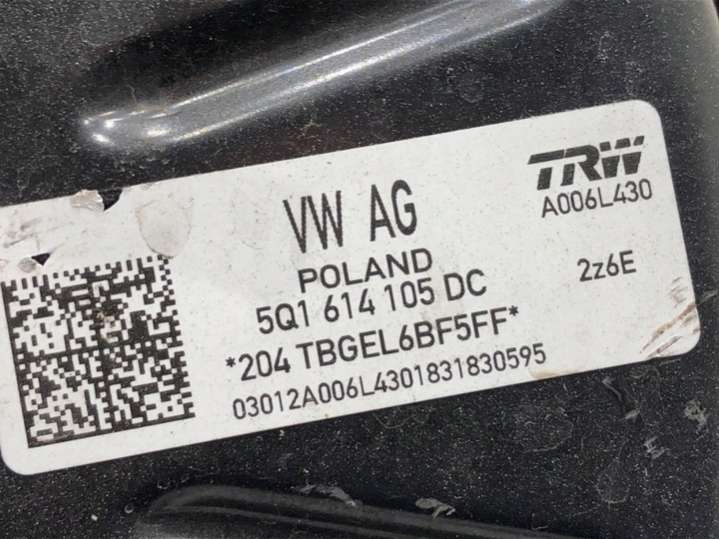 TRW
A006L430
VW AG
POLAND
2z6E
5Q1 614 105 DC
*204 TBGEL6BF5FF*
03012A006L4301831830595